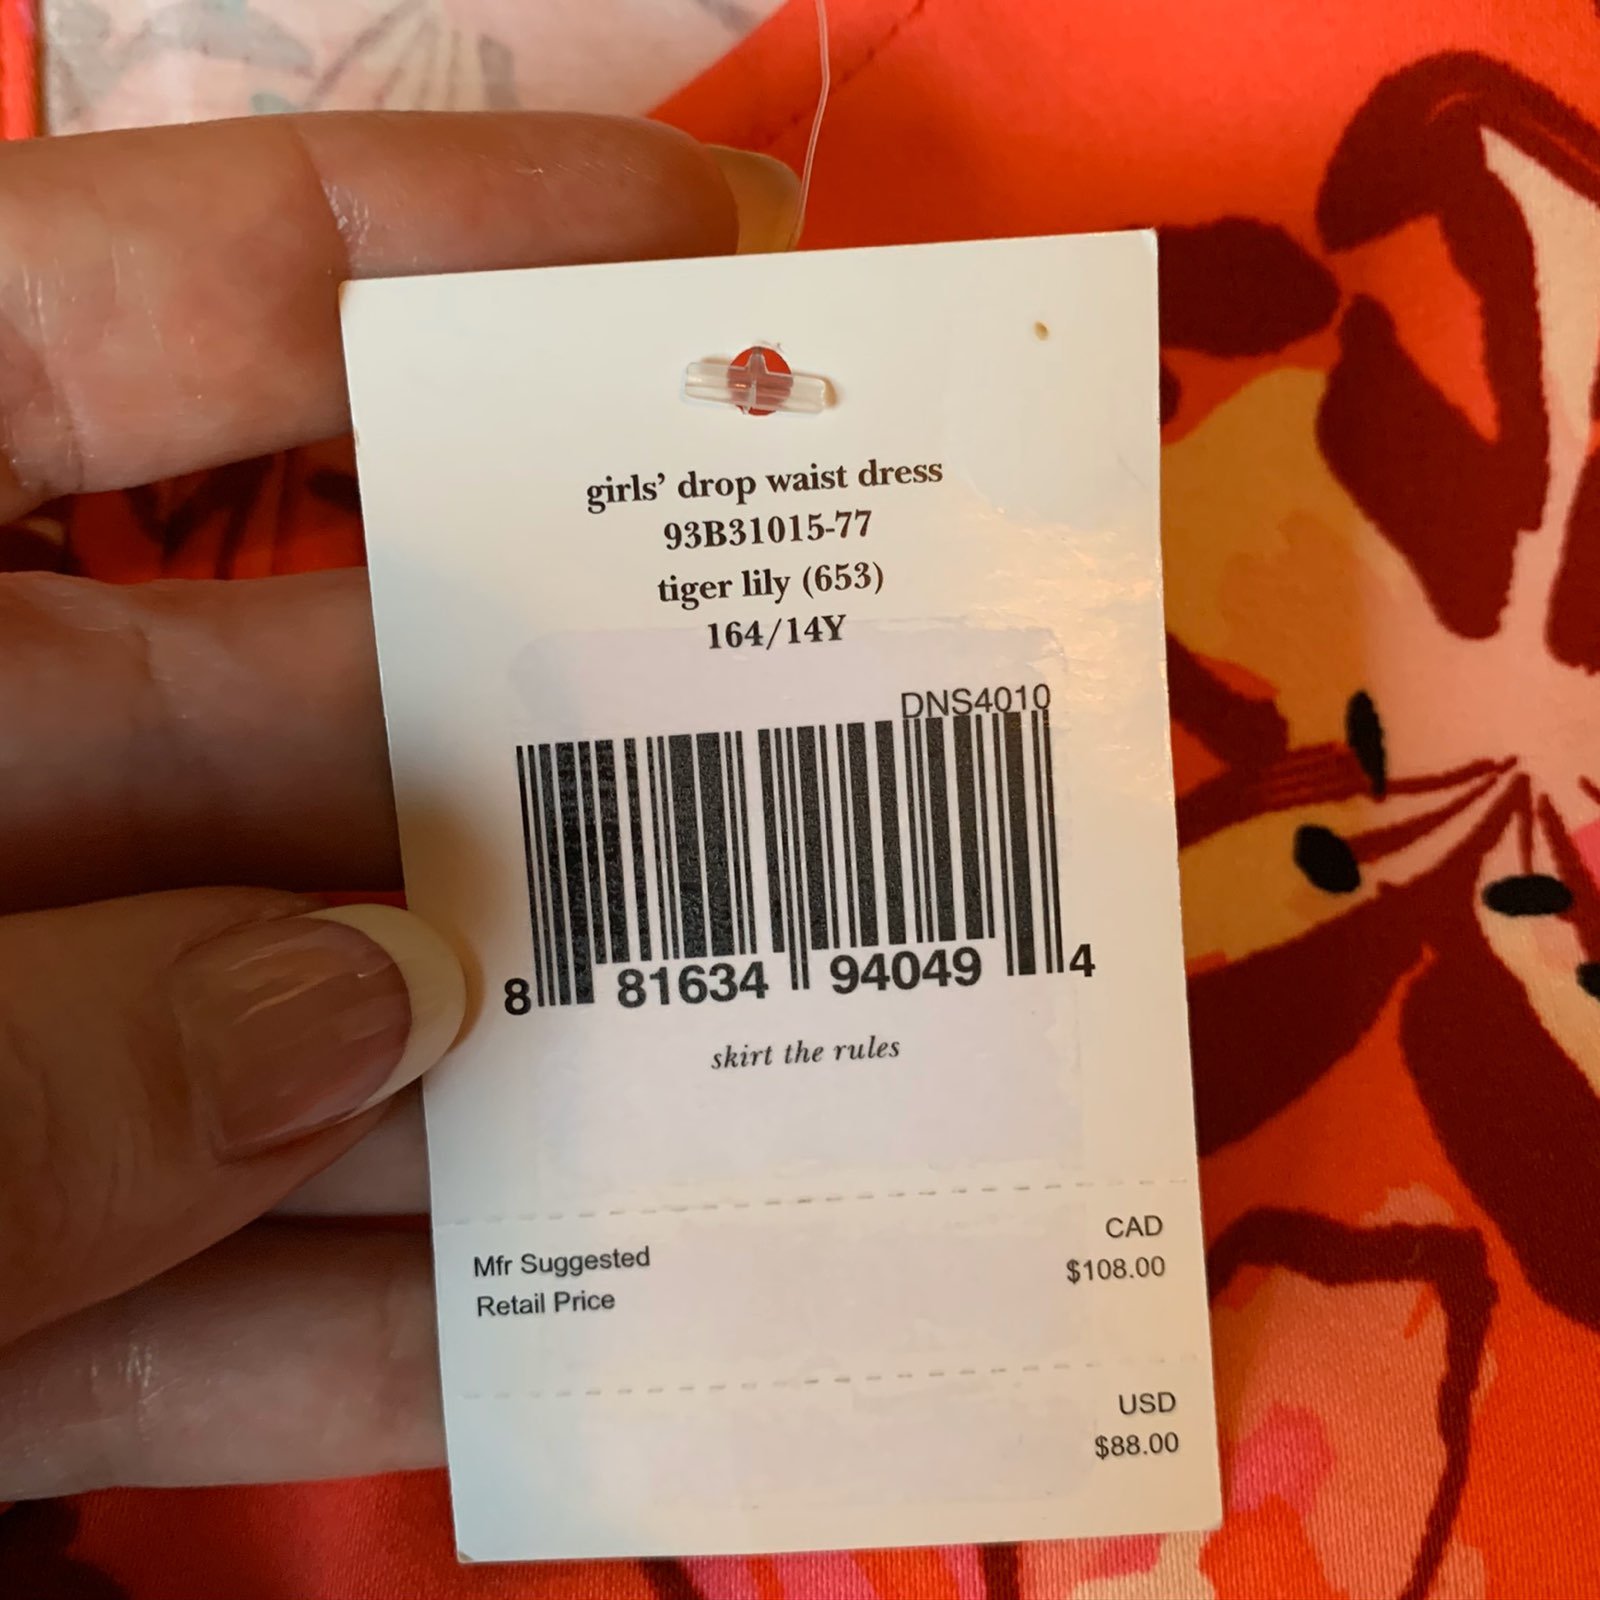 girls’ drop waist dress
93B31015-77
tiger lily (653)
164/14Y
DNS4010
8 81634 94049 4
skirt the rules
CAD
Mfr Suggested $108.00
Retail Price
USD
$88.00